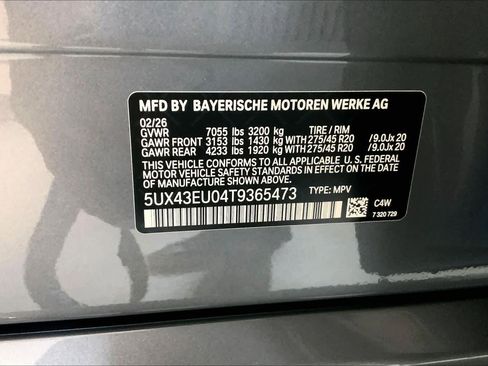 MFD BY BAYERISCHE MOTOREN WERKE AG
02/26
GVWR 7055 lbs 3200 kg TIRE / RIM
GAWR FRONT 3153 lbs 1430 kg WITH 275/45 R20 /9.0Jx 20
GAWR REAR 4233 lbs 1920 kg WITH 275/45 R20 /9.0Jx 20
THIS VEHICLE CONFORMS TO ALL APPLICABLE U. S. FEDERAL
MOTOR VEHICLE SAFETY STANDARDS IN EFFECT ON THE DATE
OF MANUFACTURE SHOWN ABOVE.
5UX43EU04T9365473 TYPE: MPV
C4W
7 320 729